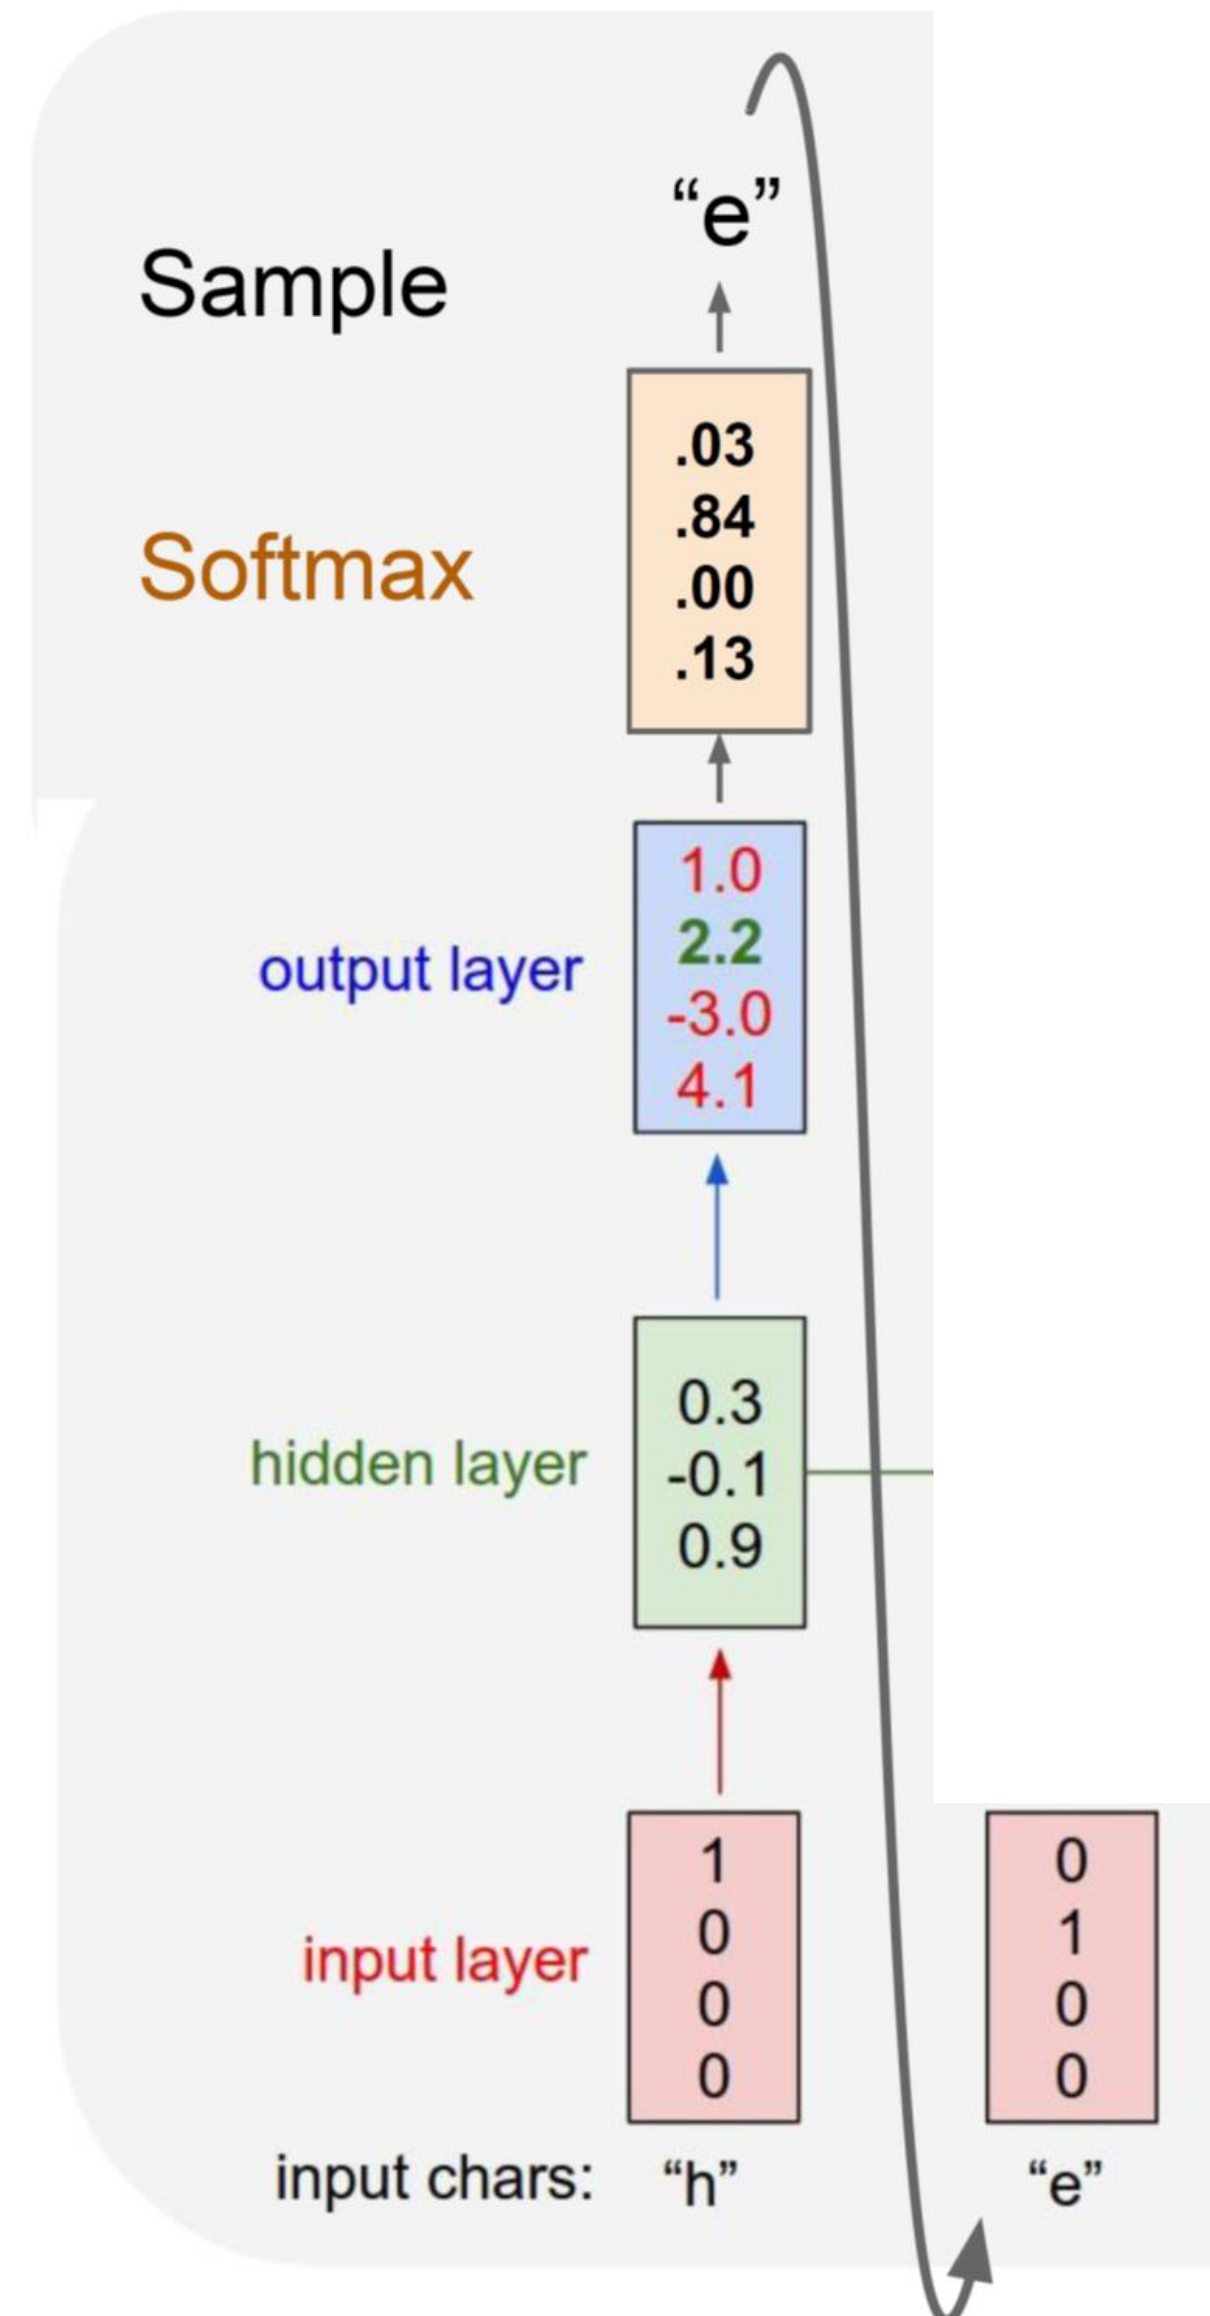 “e”
Sample
.03
.84
Softmax
.00
.13
1.0
2.2
output layer
-3.0
4.1
0.3
hidden layer
-0.1
0.9
1 0
0 1
input layer
0 0
0 0
input chars: “h” “e”